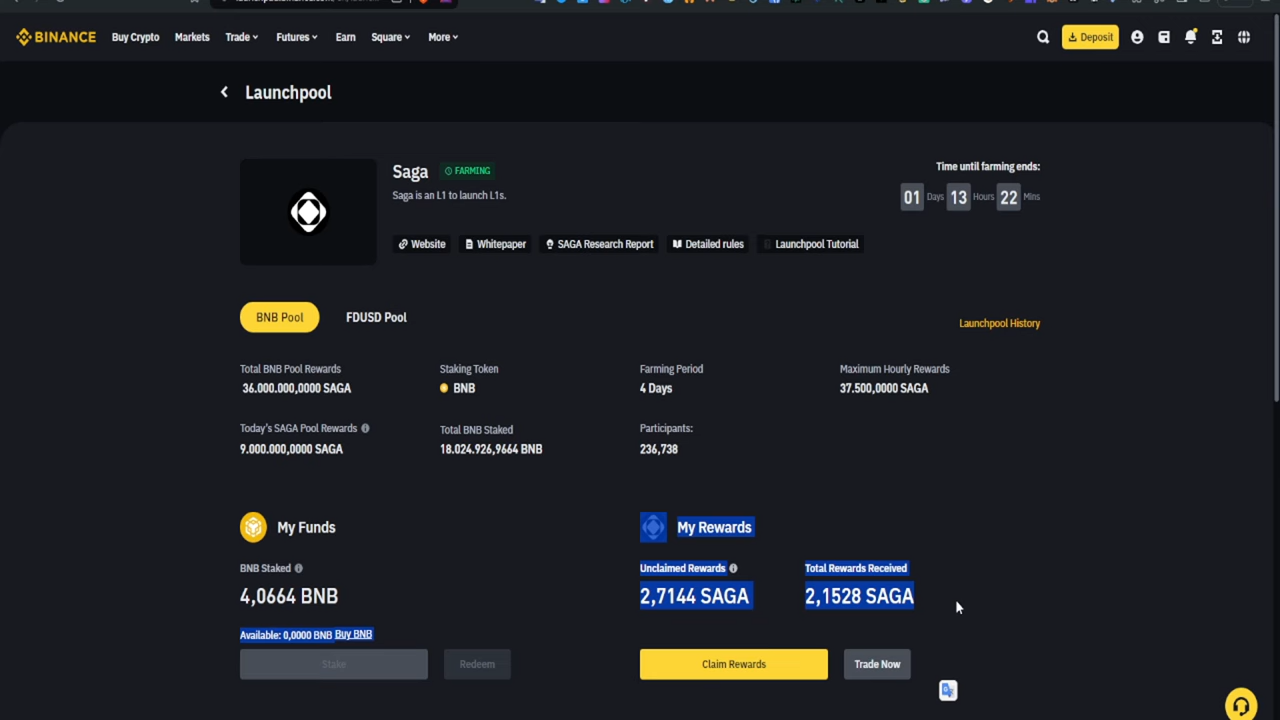 BINANCE Buy Crypto Markets Trade Futures Earn Square More Deposit
Launchpool
Saga FARMING
Saga is an L1 to launch L1s.
Time until farming ends:
01 Days 13 Hours 22 Mins
Website Whitepaper SAGA Research Report Detailed rules Launchpool Tutorial
BNB Pool FDUSD Pool
Launchpool History
Total BNB Pool Rewards Staking Token Farming Period Maximum Hourly Rewards
36.000.000,0000 SAGA BNB 4 Days 37.500,0000 SAGA
Today's SAGA Pool Rewards Total BNB Staked Participants:
9.000.000,0000 SAGA 18.024.926,9664 BNB 236,738
My Funds My Rewards
BNB Staked Unclaimed Rewards Total Rewards Received
4,0664 BNB 2,7144 SAGA 2,1528 SAGA
Available: 0,0000 BNB Buy BNB
Stake Redeem Claim Rewards Trade Now